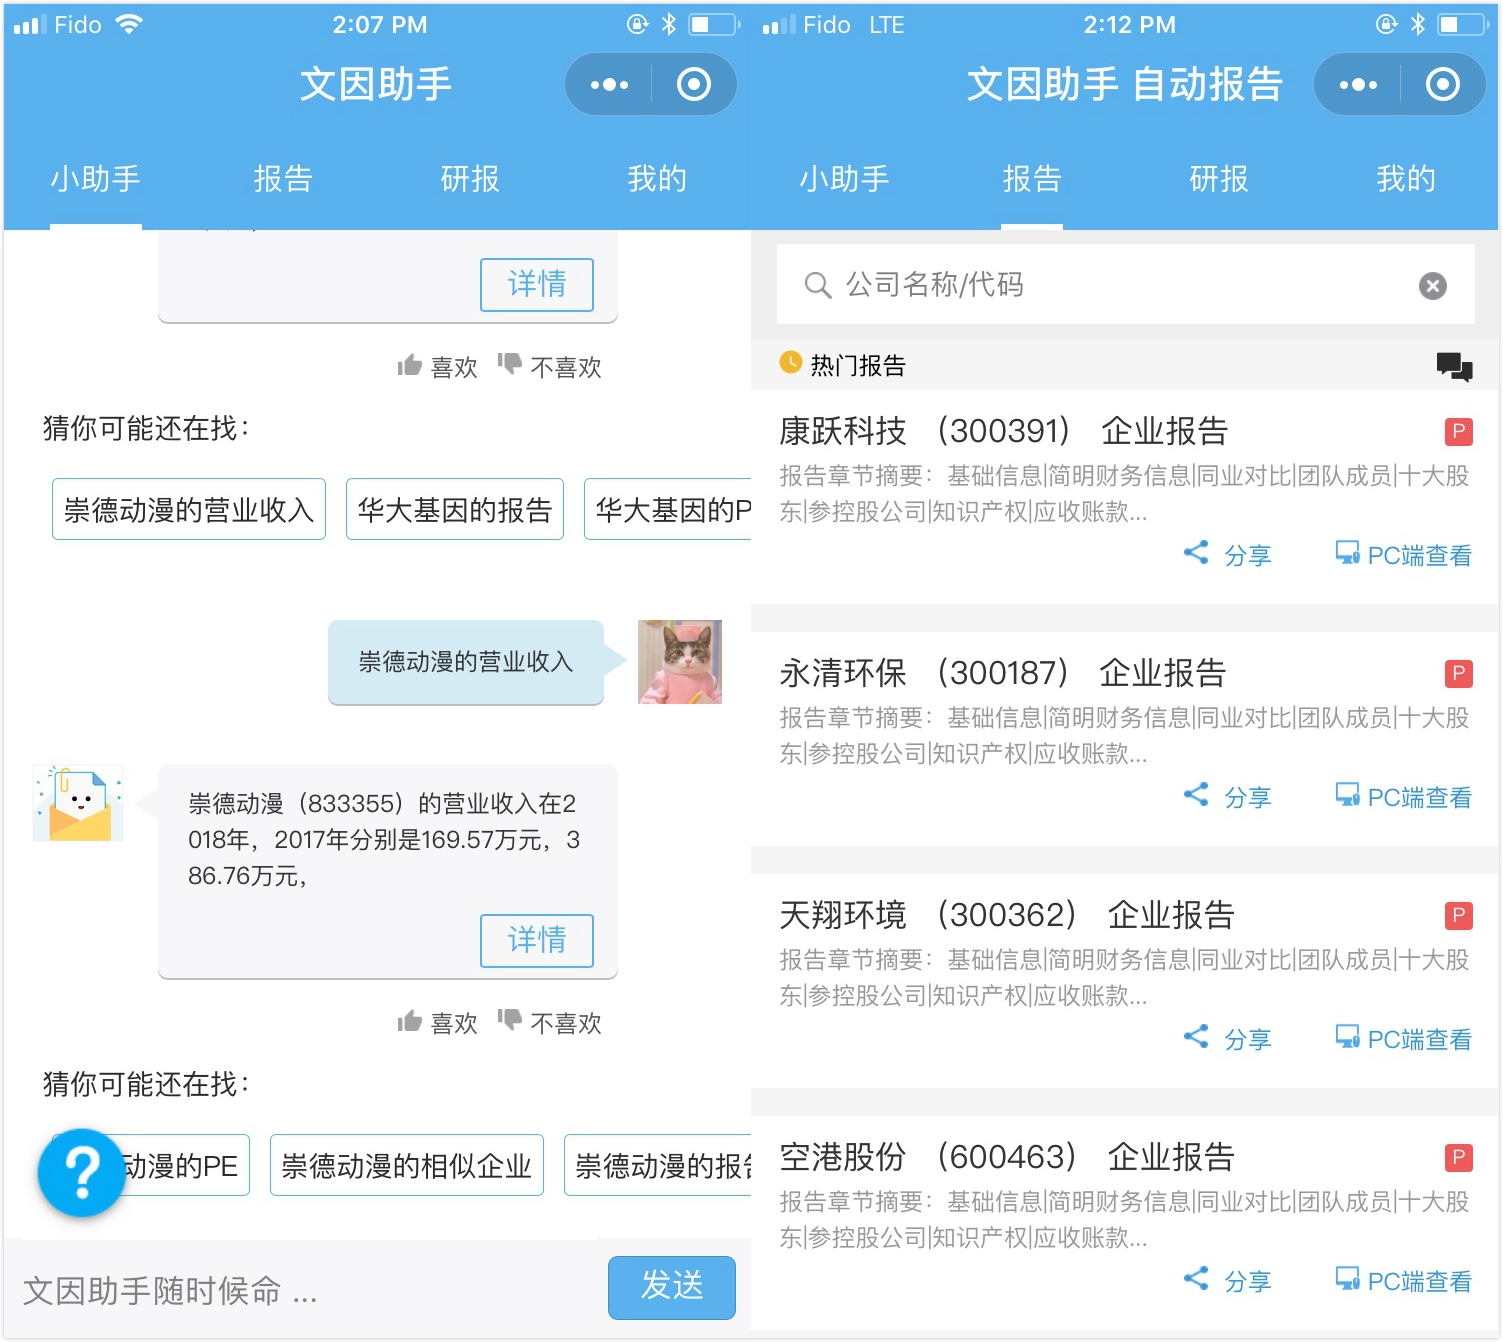 Fido
2:07 PM
文因助手
小助手 报告 研报 我的
详情
喜欢 不喜欢
猜你可能还在找：
崇德动漫的营业收入 华大基因的报告 华大基因的P
崇德动漫的营业收入
崇德动漫（833355）的营业收入在2
018年，2017年分别是169.57万元，3
86.76万元，
详情
喜欢 不喜欢
猜你可能还在找：
?
动漫的PE 崇德动漫的相似企业 崇德动漫的报告
文因助手随时候命 ...
发送
Fido LTE
2:12 PM
文因助手 自动报告
小助手 报告 研报 我的
公司名称/代码
热门报告
康跃科技 （300391） 企业报告 P
报告章节摘要：基础信息|简明财务信息|同业对比|团队成员|十大股
东|参控股公司|知识产权|应收账款...
分享 PC端查看
永清环保 （300187） 企业报告 P
报告章节摘要：基础信息|简明财务信息|同业对比|团队成员|十大股
东|参控股公司|知识产权|应收账款...
分享 PC端查看
天翔环境 （300362） 企业报告 P
报告章节摘要：基础信息|简明财务信息|同业对比|团队成员|十大股
东|参控股公司|知识产权|应收账款...
分享 PC端查看
空港股份 （600463） 企业报告 P
报告章节摘要：基础信息|简明财务信息|同业对比|团队成员|十大股
东|参控股公司|知识产权|应收账款...
分享 PC端查看